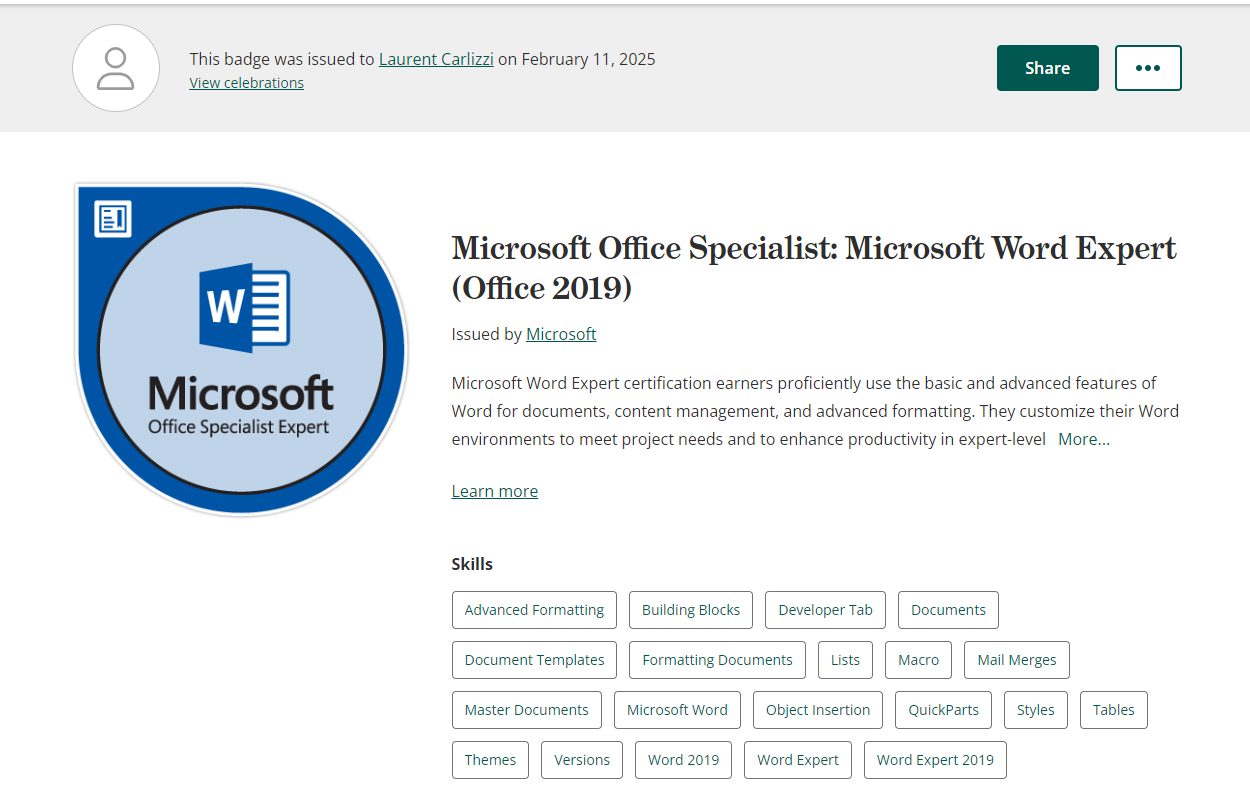 This badge was issued to Laurent Carlizzi on February 11, 2025
View celebrations
Share
•••
W
Microsoft
Office Specialist Expert
Microsoft Office Specialist: Microsoft Word Expert
(Office 2019)
Issued by Microsoft
Microsoft Word Expert certification earners proficiently use the basic and advanced features of
Word for documents, content management, and advanced formatting. They customize their Word
environments to meet project needs and to enhance productivity in expert-level More...
Learn more
Skills
Advanced Formatting Building Blocks Developer Tab Documents
Document Templates Formatting Documents Lists Macro Mail Merges
Master Documents Microsoft Word Object Insertion QuickParts Styles Tables
Themes Versions Word 2019 Word Expert Word Expert 2019